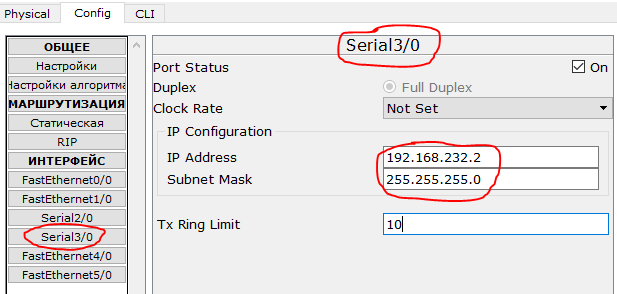 Physical Config CLI
ОБЩЕЕ
Настройки
Настройки алгоритма
МАРШРУТИЗАЦИЯ
Статическая
RIP
ИНТЕРФЕЙС
FastEthernet0/0
FastEthernet1/0
Serial2/0
Serial3/0
FastEthernet4/0
FastEthernet5/0
Serial3/0
Port Status On
Duplex Full Duplex
Clock Rate Not Set
IP Configuration
IP Address 192.168.232.2
Subnet Mask 255.255.255.0
Tx Ring Limit 10